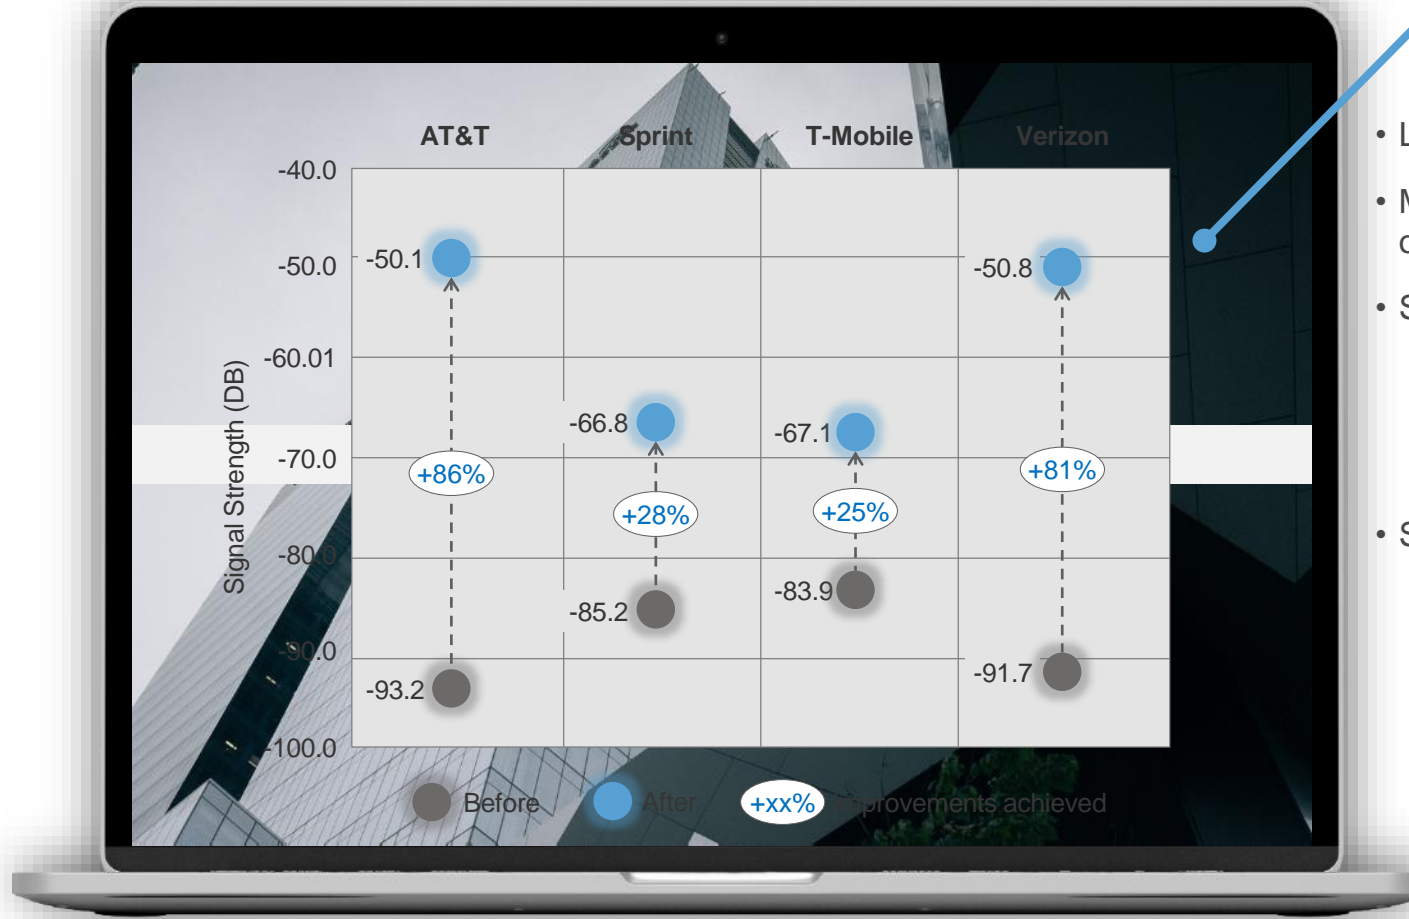 AT&T Sprint T-Mobile Verizon
• L
-40.0
• M
c
-50.0 -50.1 -50.8
• S
-60.01
Signal Strength (DB)
-66.8 -67.1
-70.0 +86% +81%
+28% +25%
• S
-80.0
-85.2 -83.9
-90.0
-93.2 -91.7
-100.0
Before After +xx% Improvements achieved